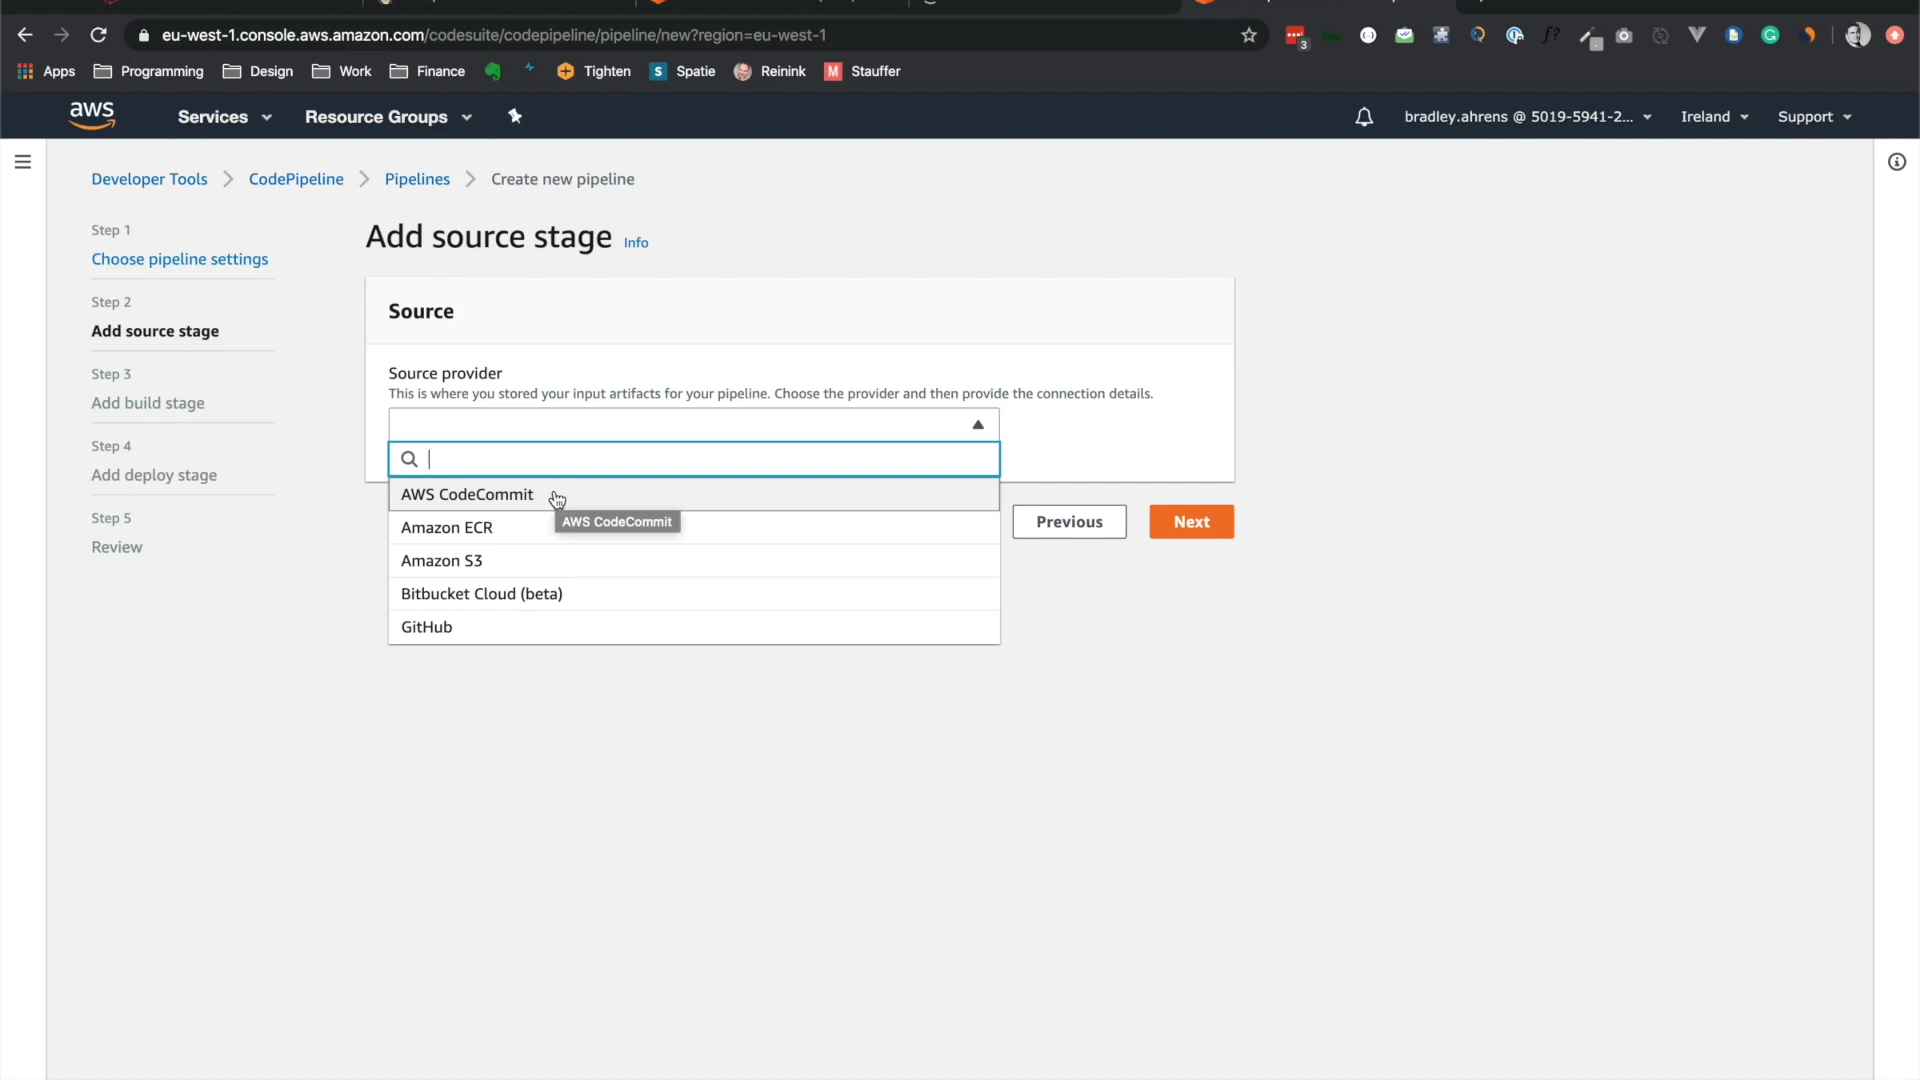 eu-west-1.console.aws.amazon.com/codesuite/codepipeline/pipeline/new?region=eu-west-1
3
f?
Apps
Programming
Design
Work
Finance
Tighten
S
Spatie
Reinink
M
Stauffer
aws
Services
Resource Groups
bradley.ahrens @ 5019-5941-2...
Ireland
Support
Developer Tools
CodePipeline
Pipelines
Create new pipeline
Step 1
Choose pipeline settings
Step 2
Add source stage
Step 3
Add build stage
Step 4
Add deploy stage
Step 5
Review
Add source stage
Info
Source
Source provider
This is where you stored your input artifacts for your pipeline. Choose the provider and then provide the connection details.
AWS CodeCommit
AWS CodeCommit
Amazon ECR
Amazon S3
Bitbucket Cloud (beta)
GitHub
Previous
Next